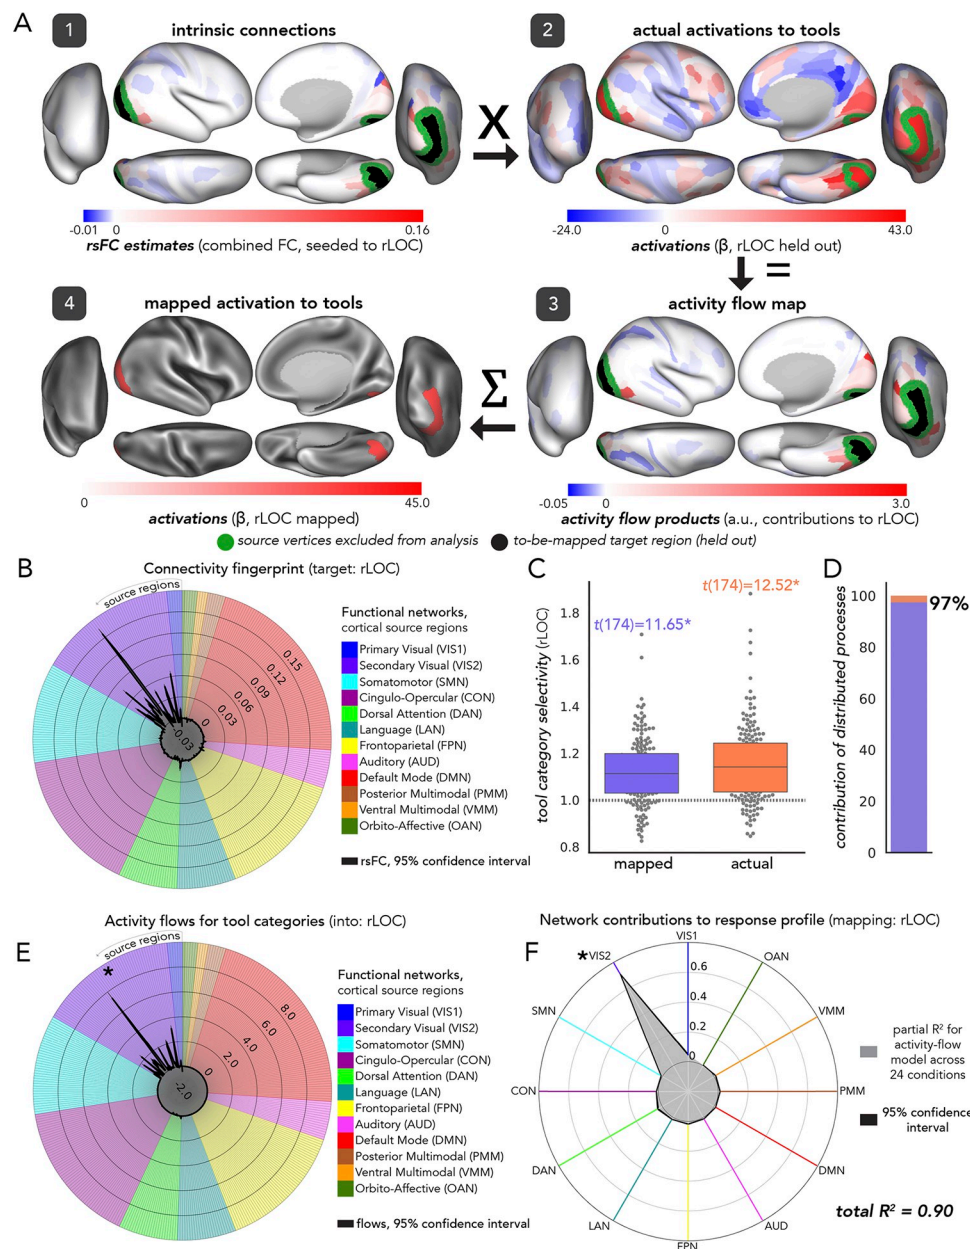 A
1
intrinsic connections
2
actual activations to tools
X
-0.01 0 0.16
rsFC estimates (combined FC, seeded to rLOC)
-24.0 0 43.0
activations (β, rLOC held out)
=
4
mapped activation to tools
3
activity flow map
Σ
0 45.0
activations (β, rLOC mapped)
-0.05 0 3.0
activity flow products (a.u., contributions to rLOC)
source vertices excluded from analysis
to-be-mapped target region (held out)
B
Connectivity fingerprint (target: rLOC)
source regions
0.15
0.12
0.09
0.06
0.03
0
-0.03
Functional networks,
cortical source regions
Primary Visual (VIS1)
Secondary Visual (VIS2)
Somatomotor (SMN)
Cingulo-Opercular (CON)
Dorsal Attention (DAN)
Language (LAN)
Frontoparietal (FPN)
Auditory (AUD)
Default Mode (DMN)
Posterior Multimodal (PMM)
Ventral Multimodal (VMM)
Orbito-Affective (OAN)
rsFC, 95% confidence interval
C
t(174)=12.52*
t(174)=11.65*
tool category selectivity (rLOC)
1.8
1.6
1.4
1.2
1.0
0.8
mapped
actual
D
contribution of distributed processes
100
80
60
40
20
0
97%
E
Activity flows for tool categories (into: rLOC)
source regions
*
8.0
6.0
4.0
2.0
0
-2.0
Functional networks,
cortical source regions
Primary Visual (VIS1)
Secondary Visual (VIS2)
Somatomotor (SMN)
Cingulo-Opercular (CON)
Dorsal Attention (DAN)
Language (LAN)
Frontoparietal (FPN)
Auditory (AUD)
Default Mode (DMN)
Posterior Multimodal (PMM)
Ventral Multimodal (VMM)
Orbito-Affective (OAN)
flows, 95% confidence interval
F
Network contributions to response profile (mapping: rLOC)
VIS1
*VIS2
OAN
SMN
VMM
CON
PMM
DAN
DMN
LAN
AUD
FPN
0.6
0.4
0.2
0
partial R² for
activity-flow
model across
24 conditions
95% confidence
interval
total R² = 0.90